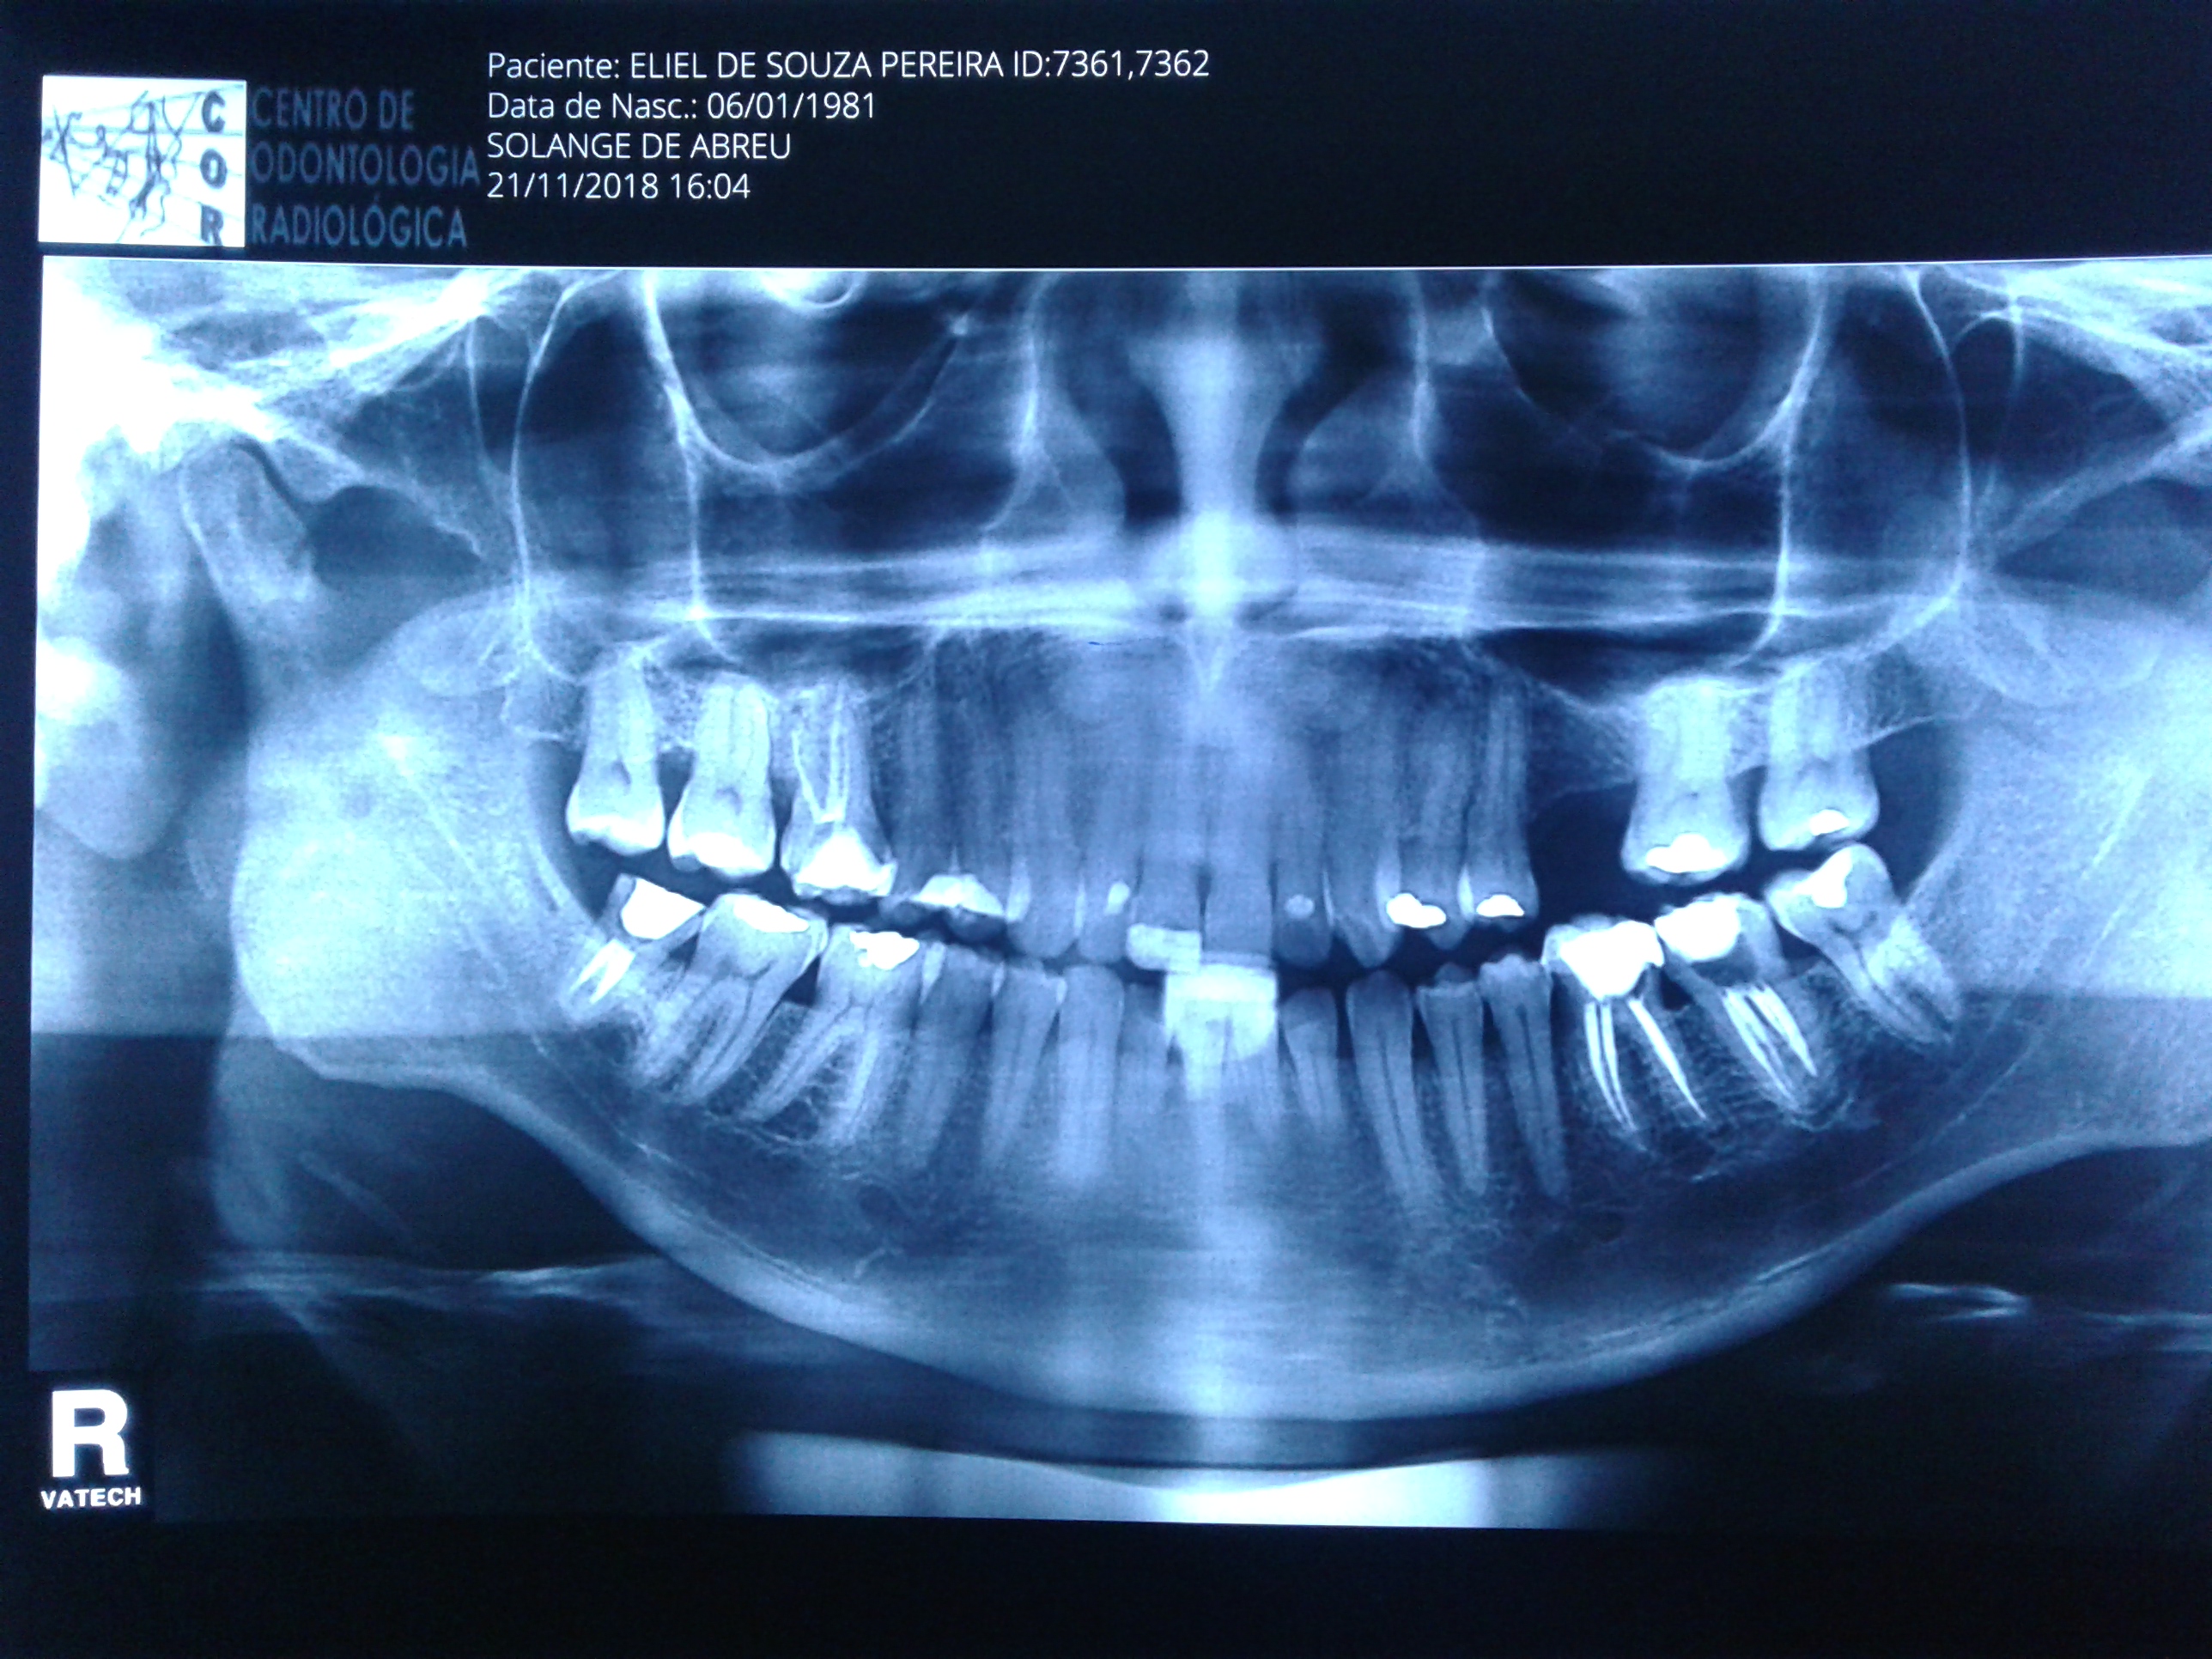 Paciente: ELIEL DE SOUZA PEREIRA ID:7361,7362
Data de Nasc.: 06/01/1981
SOLANGE DE ABREU
21/11/2018 16:04
C CENTRO DE
O ODONTOLOGIA
R RADIOLÓGICA
R
VATECH